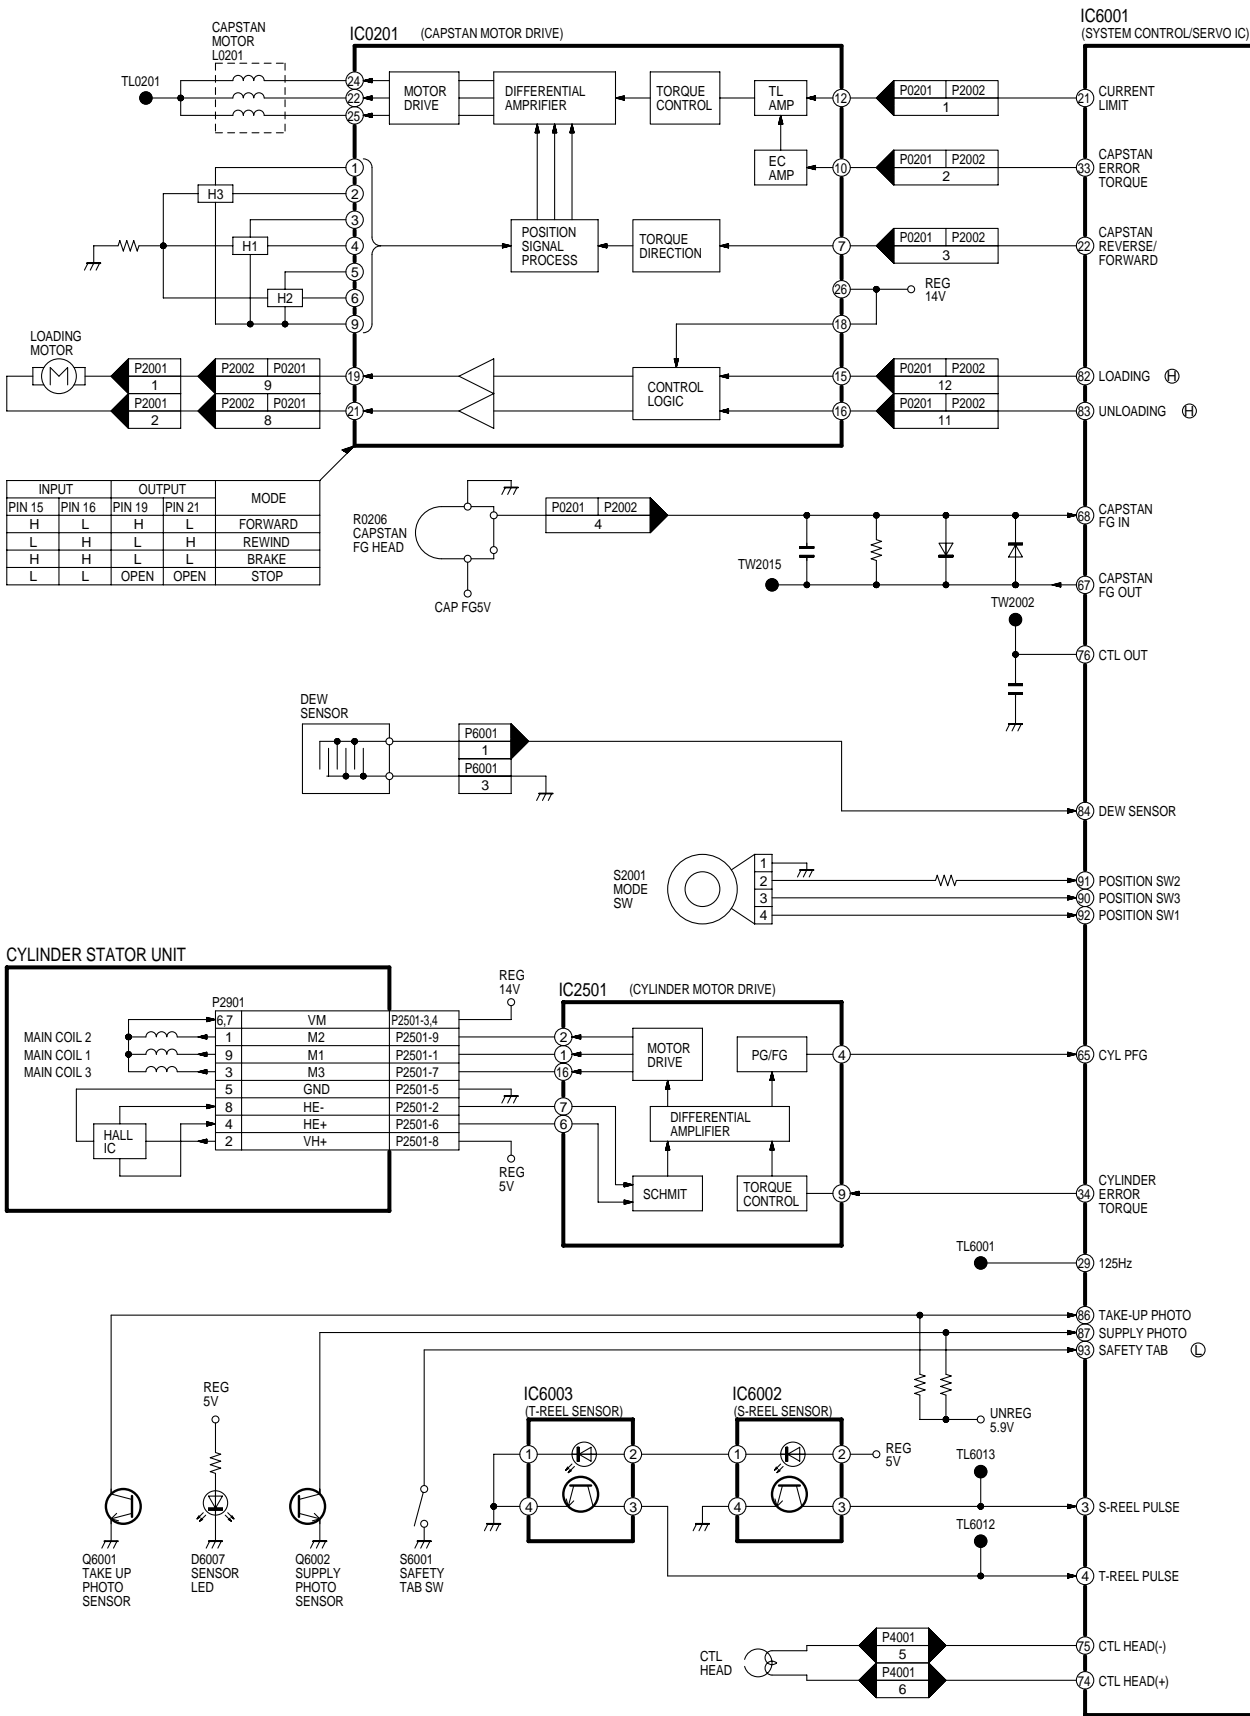 IC6001
(SYSTEM CONTROL/SERVO IC)
CAPSTAN
MOTOR
L0201
IC0201 (CAPSTAN MOTOR DRIVE)
TL0201
24
22
25
MOTOR
DRIVE
DIFFERENTIAL
AMPRIFIER
TORQUE
CONTROL
TL
AMP
12
P0201 P2002
1
21 CURRENT
LIMIT
EC
AMP
10
P0201 P2002
2
33 CAPSTAN
ERROR
TORQUE
1
H3
2
3
H1
4
5
H2
6
9
POSITION
SIGNAL
PROCESS
TORQUE
DIRECTION
7
P0201 P2002
3
22 CAPSTAN
REVERSE/
FORWARD
26
REG
14V
18
LOADING
MOTOR
M
P2001
1
P2002 P0201
9
19
P2001
2
P2002 P0201
8
21
CONTROL
LOGIC
15
P0201 P2002
12
82 LOADING H
16
P0201 P2002
11
83 UNLOADING H
INPUT OUTPUT MODE
PIN 15 PIN 16 PIN 19 PIN 21
H L H L FORWARD
L H L H REWIND
H H L L BRAKE
L L OPEN OPEN STOP
R0206
CAPSTAN
FG HEAD
CAP FG5V
P0201 P2002
4
68 CAPSTAN
FG IN
TW2015
67 CAPSTAN
FG OUT
TW2002
76 CTL OUT
DEW
SENSOR
P6001
1
P6001
3
84 DEW SENSOR
S2001
MODE
SW
1
2
3
4
91 POSITION SW2
90 POSITION SW3
92 POSITION SW1
CYLINDER STATOR UNIT
P2901
6,7 VM P2501-3,4
MAIN COIL 2 1 M2 P2501-9
MAIN COIL 1 9 M1 P2501-1
MAIN COIL 3 3 M3 P2501-7
5 GND P2501-5
8 HE- P2501-2
4 HE+ P2501-6
2 VH+ P2501-8
HALL
IC
REG
14V
REG
5V
IC2501 (CYLINDER MOTOR DRIVE)
2
1
16
7
6
MOTOR
DRIVE
PG/FG
4
65 CYL PFG
DIFFERENTIAL
AMPLIFIER
SCHMIT
TORQUE
CONTROL
9
34 CYLINDER
ERROR
TORQUE
TL6001
29 125Hz
86 TAKE-UP PHOTO
87 SUPPLY PHOTO
93 SAFETY TAB L
REG
5V
IC6003
(T-REEL SENSOR)
1 2
4 3
IC6002
(S-REEL SENSOR)
1 2
4 3
REG
5V
UNREG
5.9V
TL6013
3 S-REEL PULSE
TL6012
4 T-REEL PULSE
Q6001
TAKE UP
PHOTO
SENSOR
D6007
SENSOR
LED
Q6002
SUPPLY
PHOTO
SENSOR
S6001
SAFETY
TAB SW
CTL
HEAD
P4001
5
75 CTL HEAD(-)
P4001
6
74 CTL HEAD(+)